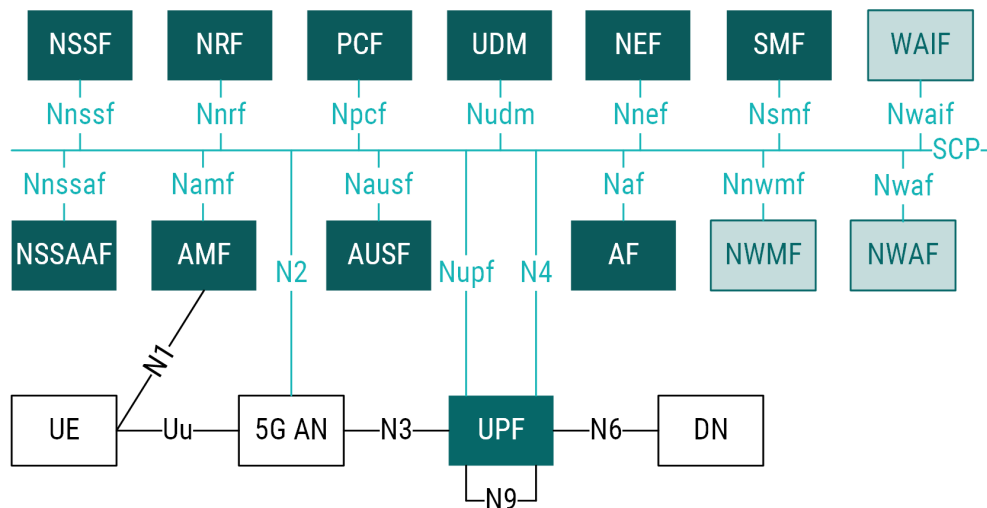 NSSF NRF PCF UDM NEF SMF WAIF
Nnssf Nnrf Npcf Nudm Nnef Nsmf Nwaif
SCP
Nnssaf Namf Nausf Naf Nnwmf Nwaf
NSSAAF AMF N2 AUSF Nupf N4 AF NWMF NWAF
N1
UE Uu 5G AN N3 UPF N6 DN
N9